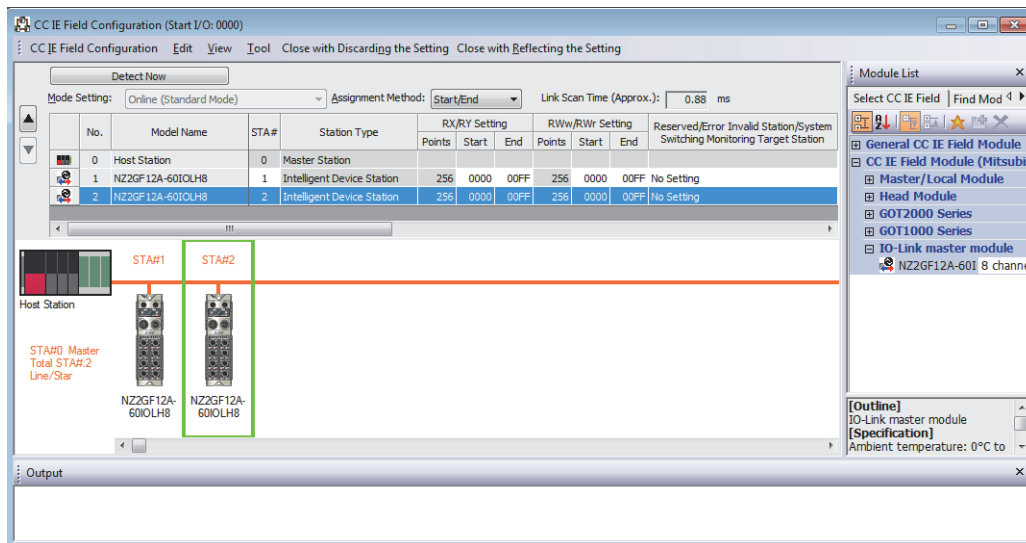 CC IE Field Configuration (Start I/O: 0000)
CC IE Field Configuration Edit View Tool Close with Discarding the Setting Close with Reflecting the Setting
Detect Now
Mode Setting: Online (Standard Mode) Assignment Method: Start/End Link Scan Time (Approx.): 0.88 ms
No. Model Name STA# Station Type RX/RY Setting RWw/RWr Setting Reserved/Error Invalid Station/System
Points Start End Points Start End Switching Monitoring Target Station
0 Host Station 0 Master Station
1 NZ2GF12A-60IOLH8 1 Intelligent Device Station 256 0000 00FF 256 0000 00FF No Setting
2 NZ2GF12A-60IOLH8 2 Intelligent Device Station 256 0000 00FF 256 0000 00FF No Setting
STA#1 STA#2
Host Station
STA#0 Master
Total STA#:2
Line/Star
NZ2GF12A-
60IOLH8
NZ2GF12A-
60IOLH8
Module List
Select CC IE Field Find Mod
General CC IE Field Module
CC IE Field Module (Mitsubi
Master/Local Module
Head Module
GOT2000 Series
GOT1000 Series
IO-Link master module
NZ2GF12A-60I 8 channe
[Outline]
IO-Link master module
[Specification]
Ambient temperature: 0°C to
Output